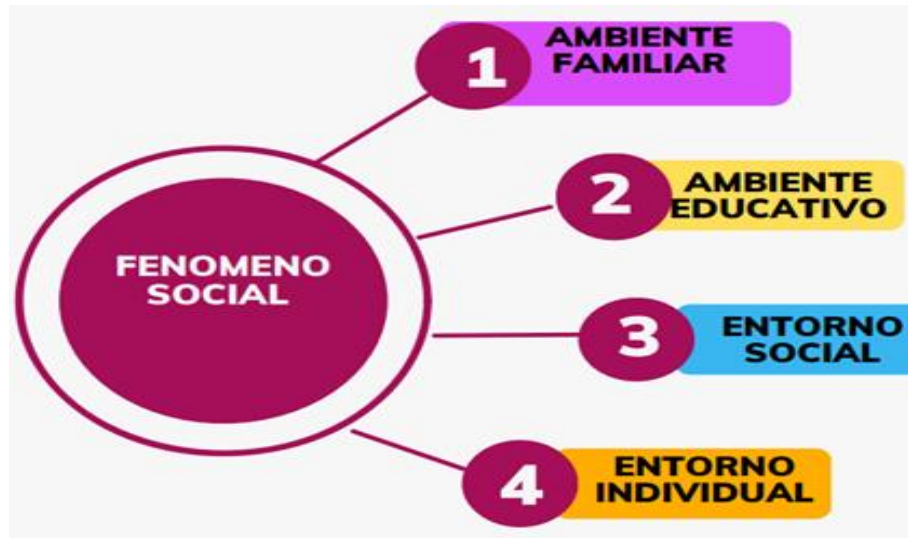 1
AMBIENTE
FAMILIAR
2
AMBIENTE
EDUCATIVO
FENOMENO
SOCIAL
3
ENTORNO
SOCIAL
4
ENTORNO
INDIVIDUAL